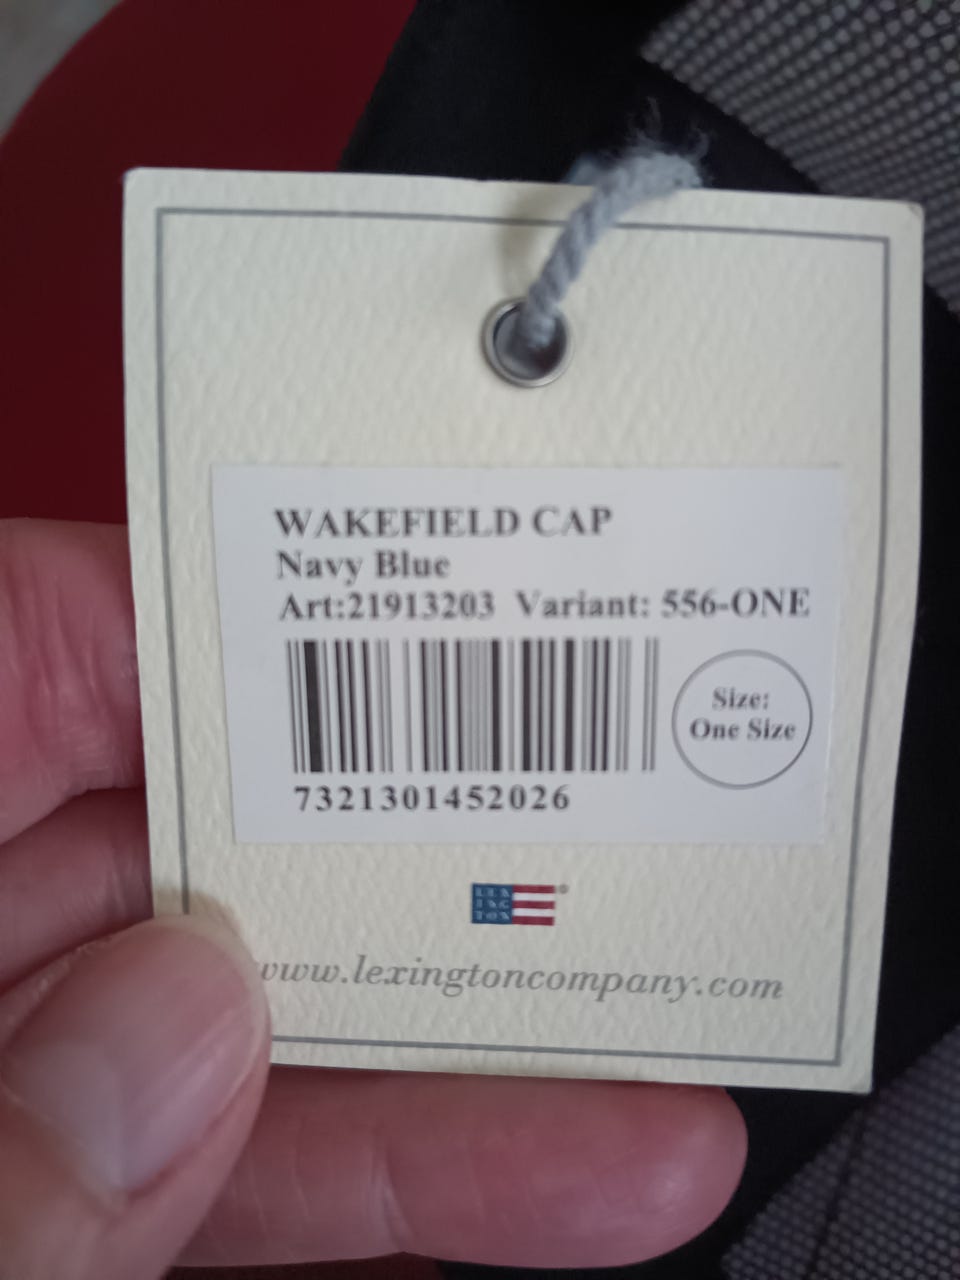 WAKEFIELD CAP
Navy Blue
Art:21913203 Variant: 556-ONE
Size:
One Size
7321301452026
LEX
ING
TON
®
www.lexingtoncompany.com